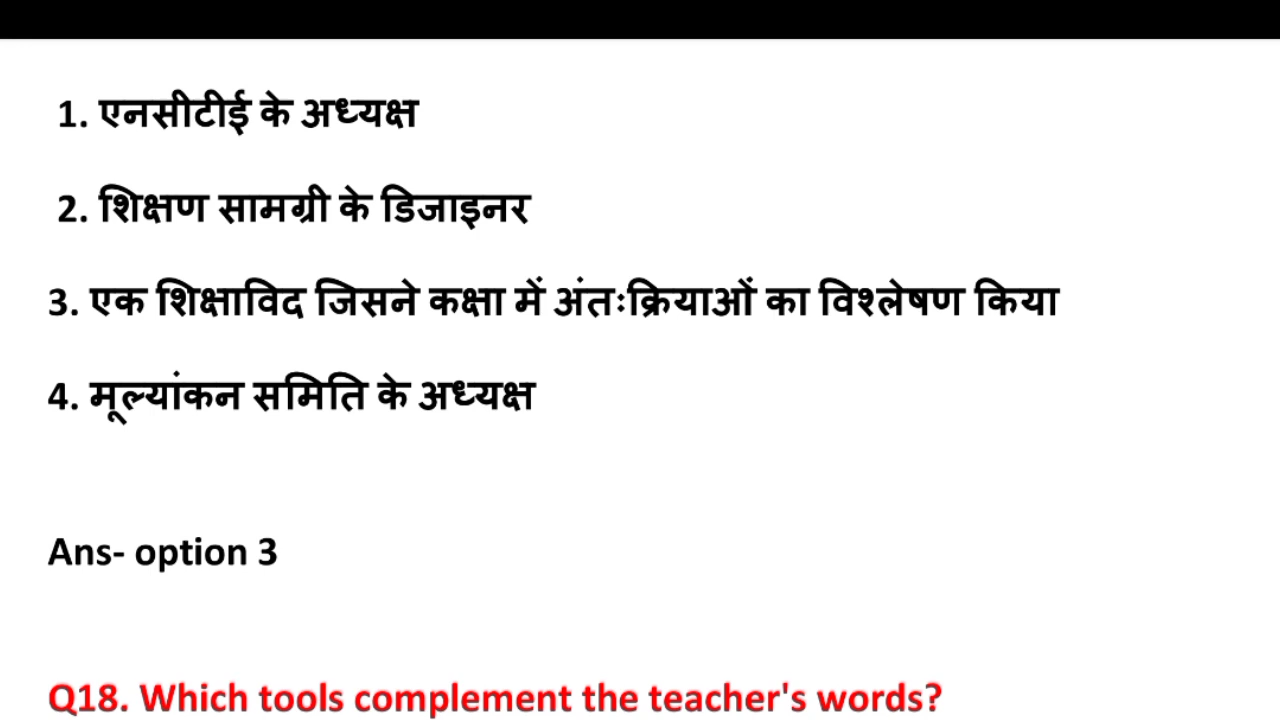 1. एनसीटीई के अध्यक्ष
2. शिक्षण सामग्री के डिजाइनर
3. एक शिक्षाविद जिसने कक्षा में अंतःक्रियाओं का विश्लेषण किया
4. मूल्यांकन समिति के अध्यक्ष
Ans- option 3
Q18. Which tools complement the teacher's words?